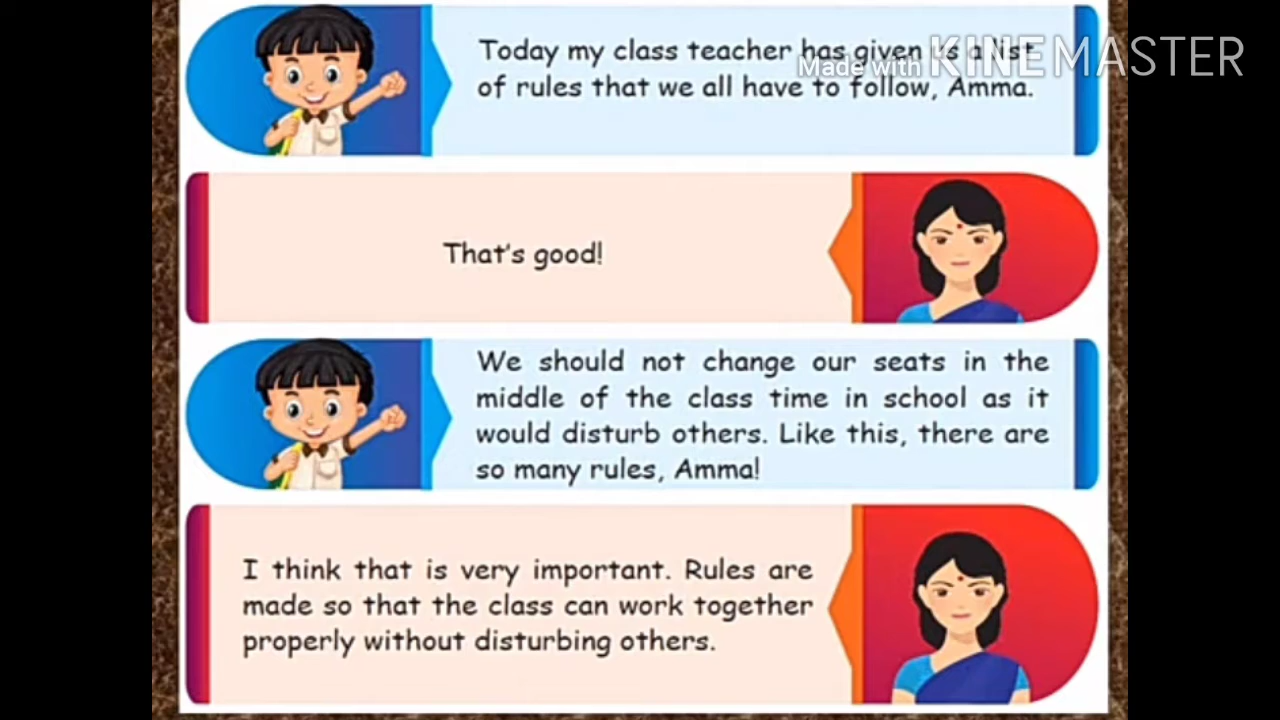 Today my class teacher has given us a list
Made with KINEMASTER
of rules that we all have to follow, Amma.
That's good!
We should not change our seats in the
middle of the class time in school as it
would disturb others. Like this, there are
so many rules, Amma!
I think that is very important. Rules are
made so that the class can work together
properly without disturbing others.